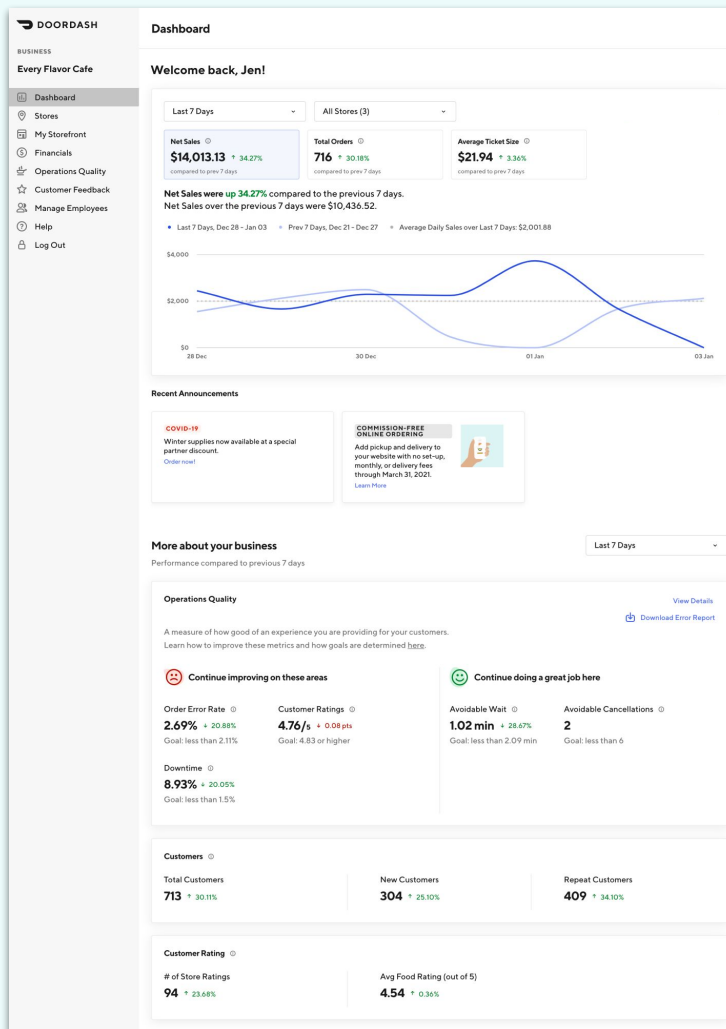 DOORDASH
BUSINESS
Every Flavor Cafe
Dashboard
Stores
My Storefront
Financials
Operations Quality
Customer Feedback
Manage Employees
Help
Log Out
Dashboard
Welcome back, Jen!
Last 7 Days
All Stores (3)
Net Sales
$14,013.13 ↑ 34.27%
compared to prev 7 days
Total Orders
716 ↑ 30.18%
compared to prev 7 days
Average Ticket Size
$21.94 ↑ 3.36%
compared to prev 7 days
Net Sales were up 34.27% compared to the previous 7 days.
Net Sales over the previous 7 days were $10,436.52.
Last 7 Days, Dec 28 - Jan 03
Prev 7 Days, Dec 21 - Dec 27
Average Daily Sales over Last 7 Days: $2,001.88
$4,000
$2,000
$0
28 Dec
30 Dec
01 Jan
03 Jan
Recent Announcements
COVID-19
Winter supplies now available at a special
partner discount.
Order now!
COMMISSION-FREE
ONLINE ORDERING
Add pickup and delivery to
your website with no set-up,
monthly, or delivery fees
through March 31, 2021.
Learn More
More about your business
Last 7 Days
Performance compared to previous 7 days
Operations Quality
View Details
Download Error Report
A measure of how good of an experience you are providing for your customers.
Learn how to improve these metrics and how goals are determined here.
Continue improving on these areas
Order Error Rate
2.69% ↓ 20.88%
Goal: less than 2.11%
Customer Ratings
4.76/5 ↓ 0.08 pts
Goal: 4.83 or higher
Downtime
8.93% ↓ 20.05%
Goal: less than 1.5%
Continue doing a great job here
Avoidable Wait
1.02 min ↓ 28.67%
Goal: less than 2.09 min
Avoidable Cancellations
2
Goal: less than 6
Customers
Total Customers
713 ↑ 30.11%
New Customers
304 ↑ 25.10%
Repeat Customers
409 ↑ 34.10%
Customer Rating
# of Store Ratings
94 ↑ 23.68%
Avg Food Rating (out of 5)
4.54 ↑ 0.36%